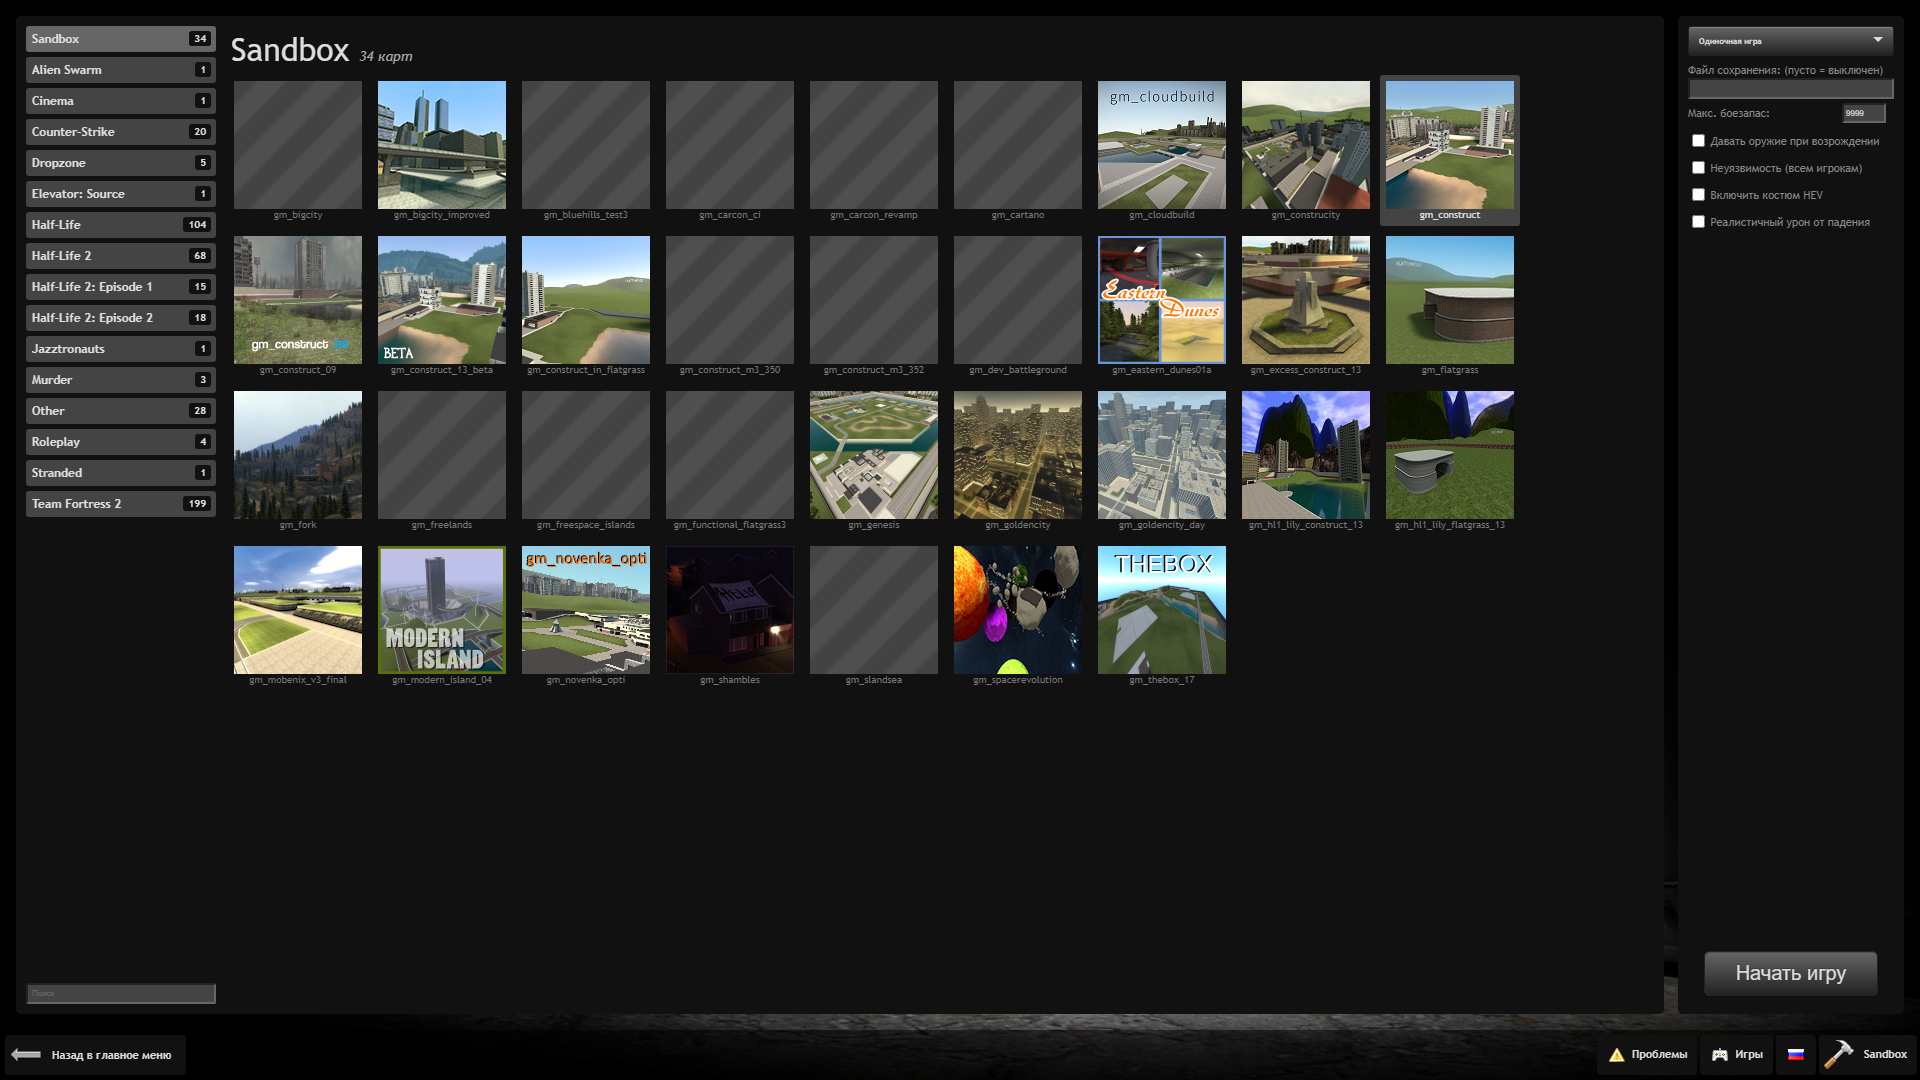 Sandbox 34
Alien Swarm 1
Cinema 1
Counter-Strike 20
Dropzone 5
Elevator: Source 1
Half-Life 104
Half-Life 2 68
Half-Life 2: Episode 1 15
Half-Life 2: Episode 2 18
Jazztronauts 1
Murder 3
Other 28
Roleplay 4
Stranded 1
Team Fortress 2 199
Поиск
Sandbox 34 карт
gm_cloudbuild
gm_bigcity
gm_bigcity_improved
gm_bluehills_test3
gm_carcon_ci
gm_carcon_revamp
gm_cartano
gm_cloudbuild
gm_construcity
gm_construct
gm_construct 09
BETA
Eastern
Dunes
gm_construct_09
gm_construct_13_beta
gm_construct_in_flatgrass
gm_construct_m3_350
gm_construct_m3_352
gm_dev_battleground
gm_eastern_dunes01a
gm_excess_construct_13
gm_flatgrass
gm_fork
gm_freelands
gm_freespace_islands
gm_functional_flatgrass3
gm_genesis
gm_goldencity
gm_goldencity_day
gm_hl1_lily_construct_13
gm_hl1_lily_flatgrass_13
MODERN
ISLAND
gm_novenka_opti
HELLO
THEBOX
gm_mobenix_v3_final
gm_modern_island_04
gm_novenka_opti
gm_shambles
gm_slandsea
gm_spacerevolution
gm_thebox_17
Одиночная игра
Файл сохранения: (пусто = выключен)
Макс. боезапас: 9999
Давать оружие при возрождении
Неуязвимость (всем игрокам)
Включить костюм HEV
Реалистичный урон от падения
Начать игру
Назад в главное меню
Проблемы
Игры
Sandbox